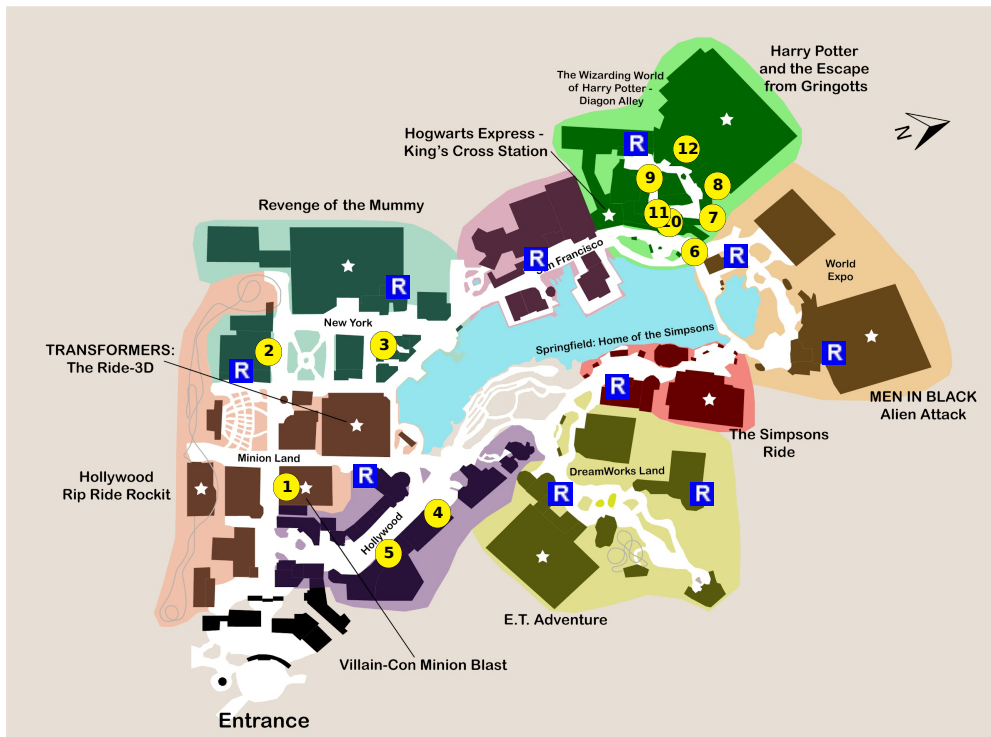 Harry Potter
and the Escape
from Gringotts
The Wizarding World
of Harry Potter -
Diagon Alley
N
Hogwarts Express -
King's Cross Station
R
12
9
8
11
10
7
6
R
Revenge of the Mummy
San Francisco
R
R
World
Expo
New York
2
3
R
TRANSFORMERS:
The Ride-3D
Springfield: Home of the Simpsons
R
R
MEN IN BLACK
Alien Attack
The Simpsons
Ride
Minion Land
Hollywood
Rip Ride Rockit
1
R
DreamWorks Land
R
R
4
Hollywood
5
E.T. Adventure
Villain-Con Minion Blast
Entrance